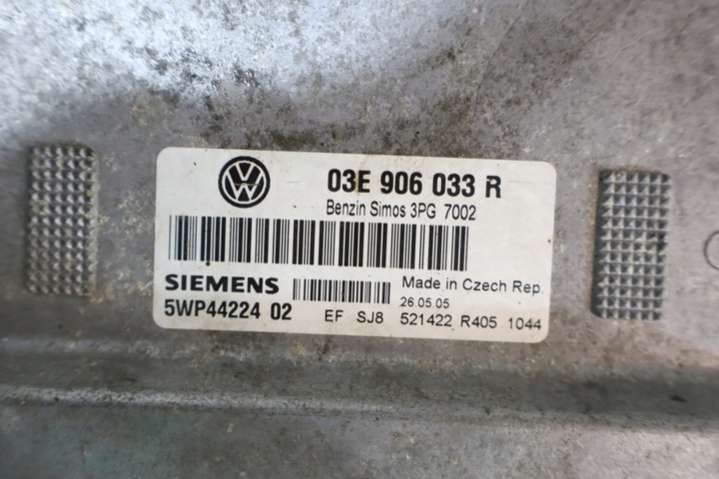 VW
03E 906 033 R
Benzin Simos 3PG 7002
SIEMENS
Made in Czech Rep.
26.05.05
5WP44224 02
EF SJ8 521422 R405 1044